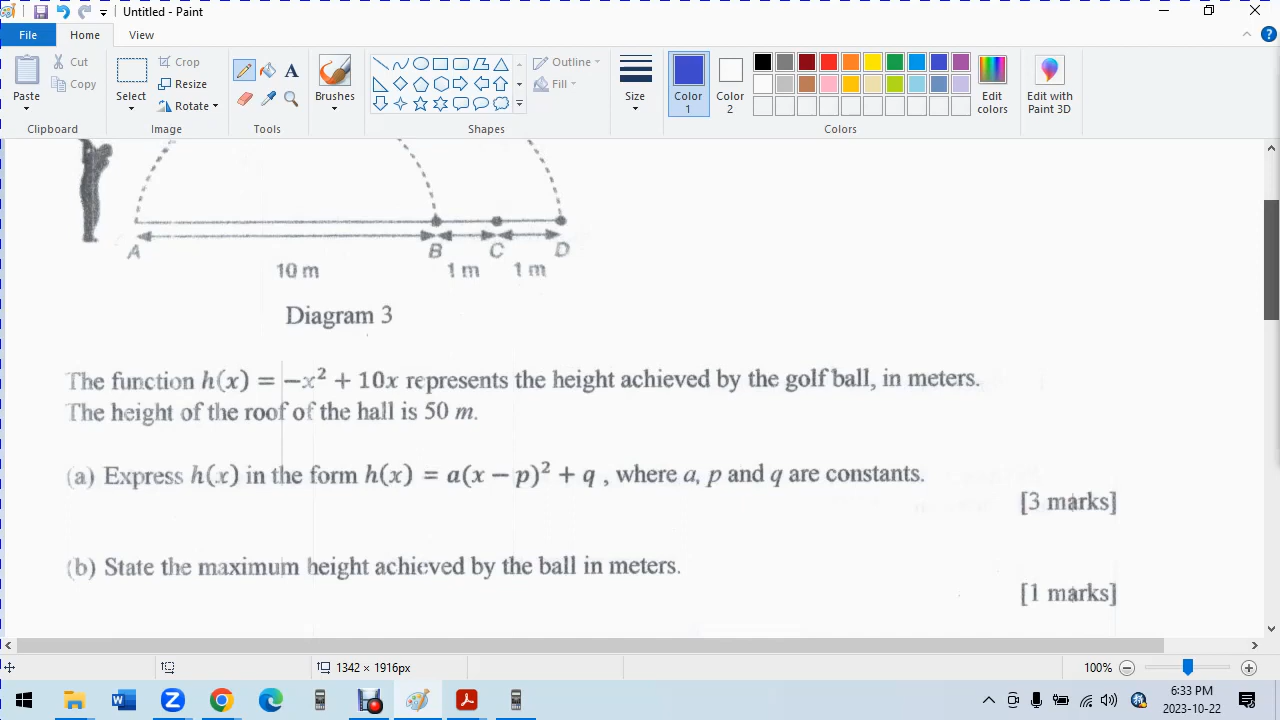 Untitled - Paint
File
Home
View
Paste
Cut
Copy
Clipboard
Select
Crop
Resize
Rotate
Image
A
Tools
Brushes
Shapes
Outline
Fill
Size
Color 1
Color 2
Edit colors
Colors
Edit with Paint 3D
A B C D
10 m 1 m 1 m
Diagram 3
The function h(x) = −x² + 10x represents the height achieved by the golf ball, in meters.
The height of the roof of the hall is 50 m.
(a) Express h(x) in the form h(x) = a(x − p)² + q , where a, p and q are constants.
[3 marks]
(b) State the maximum height achieved by the ball in meters.
[1 marks]
1342 × 1916px
100%
6:33 PM
2023-10-22